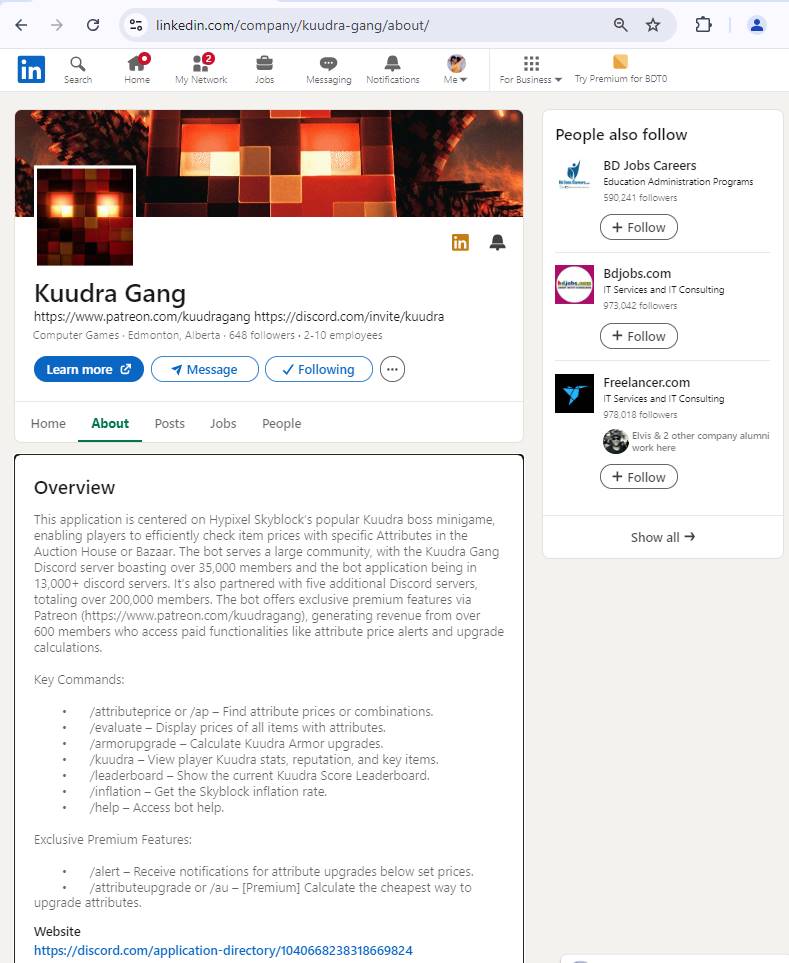 linkedin.com/company/kuudra-gang/about/
in
2
Search
Home
My Network
Jobs
Messaging
Notifications
Me
For Business
Try Premium for BDT0
in
Kuudra Gang
https://www.patreon.com/kuudragang https://discord.com/invite/kuudra
Computer Games · Edmonton, Alberta · 648 followers · 2-10 employees
Learn more
Message
Following
Home
About
Posts
Jobs
People
Overview
This application is centered on Hypixel Skyblock's popular Kuudra boss minigame,
enabling players to efficiently check item prices with specific Attributes in the
Auction House or Bazaar. The bot serves a large community, with the Kuudra Gang
Discord server boasting over 35,000 members and the bot application being in
13,000+ discord servers. It's also partnered with five additional Discord servers,
totaling over 200,000 members. The bot offers exclusive premium features via
Patreon (https://www.patreon.com/kuudragang), generating revenue from over
600 members who access paid functionalities like attribute price alerts and upgrade
calculations.
Key Commands:
• /attributeprice or /ap – Find attribute prices or combinations.
• /evaluate – Display prices of all items with attributes.
• /armorupgrade – Calculate Kuudra Armor upgrades.
• /kuudra – View player Kuudra stats, reputation, and key items.
• /leaderboard – Show the current Kuudra Score Leaderboard.
• /inflation – Get the Skyblock inflation rate.
• /help – Access bot help.
Exclusive Premium Features:
• /alert – Receive notifications for attribute upgrades below set prices.
• /attributeupgrade or /au – [Premium] Calculate the cheapest way to
upgrade attributes.
Website
https://discord.com/application-directory/1040668238318669824
People also follow
BD Jobs Careers
Education Administration Programs
590,241 followers
+ Follow
bdjobs.com
Bdjobs.com
IT Services and IT Consulting
973,042 followers
+ Follow
Freelancer.com
IT Services and IT Consulting
978,018 followers
Elvis & 2 other company alumni
work here
+ Follow
Show all →